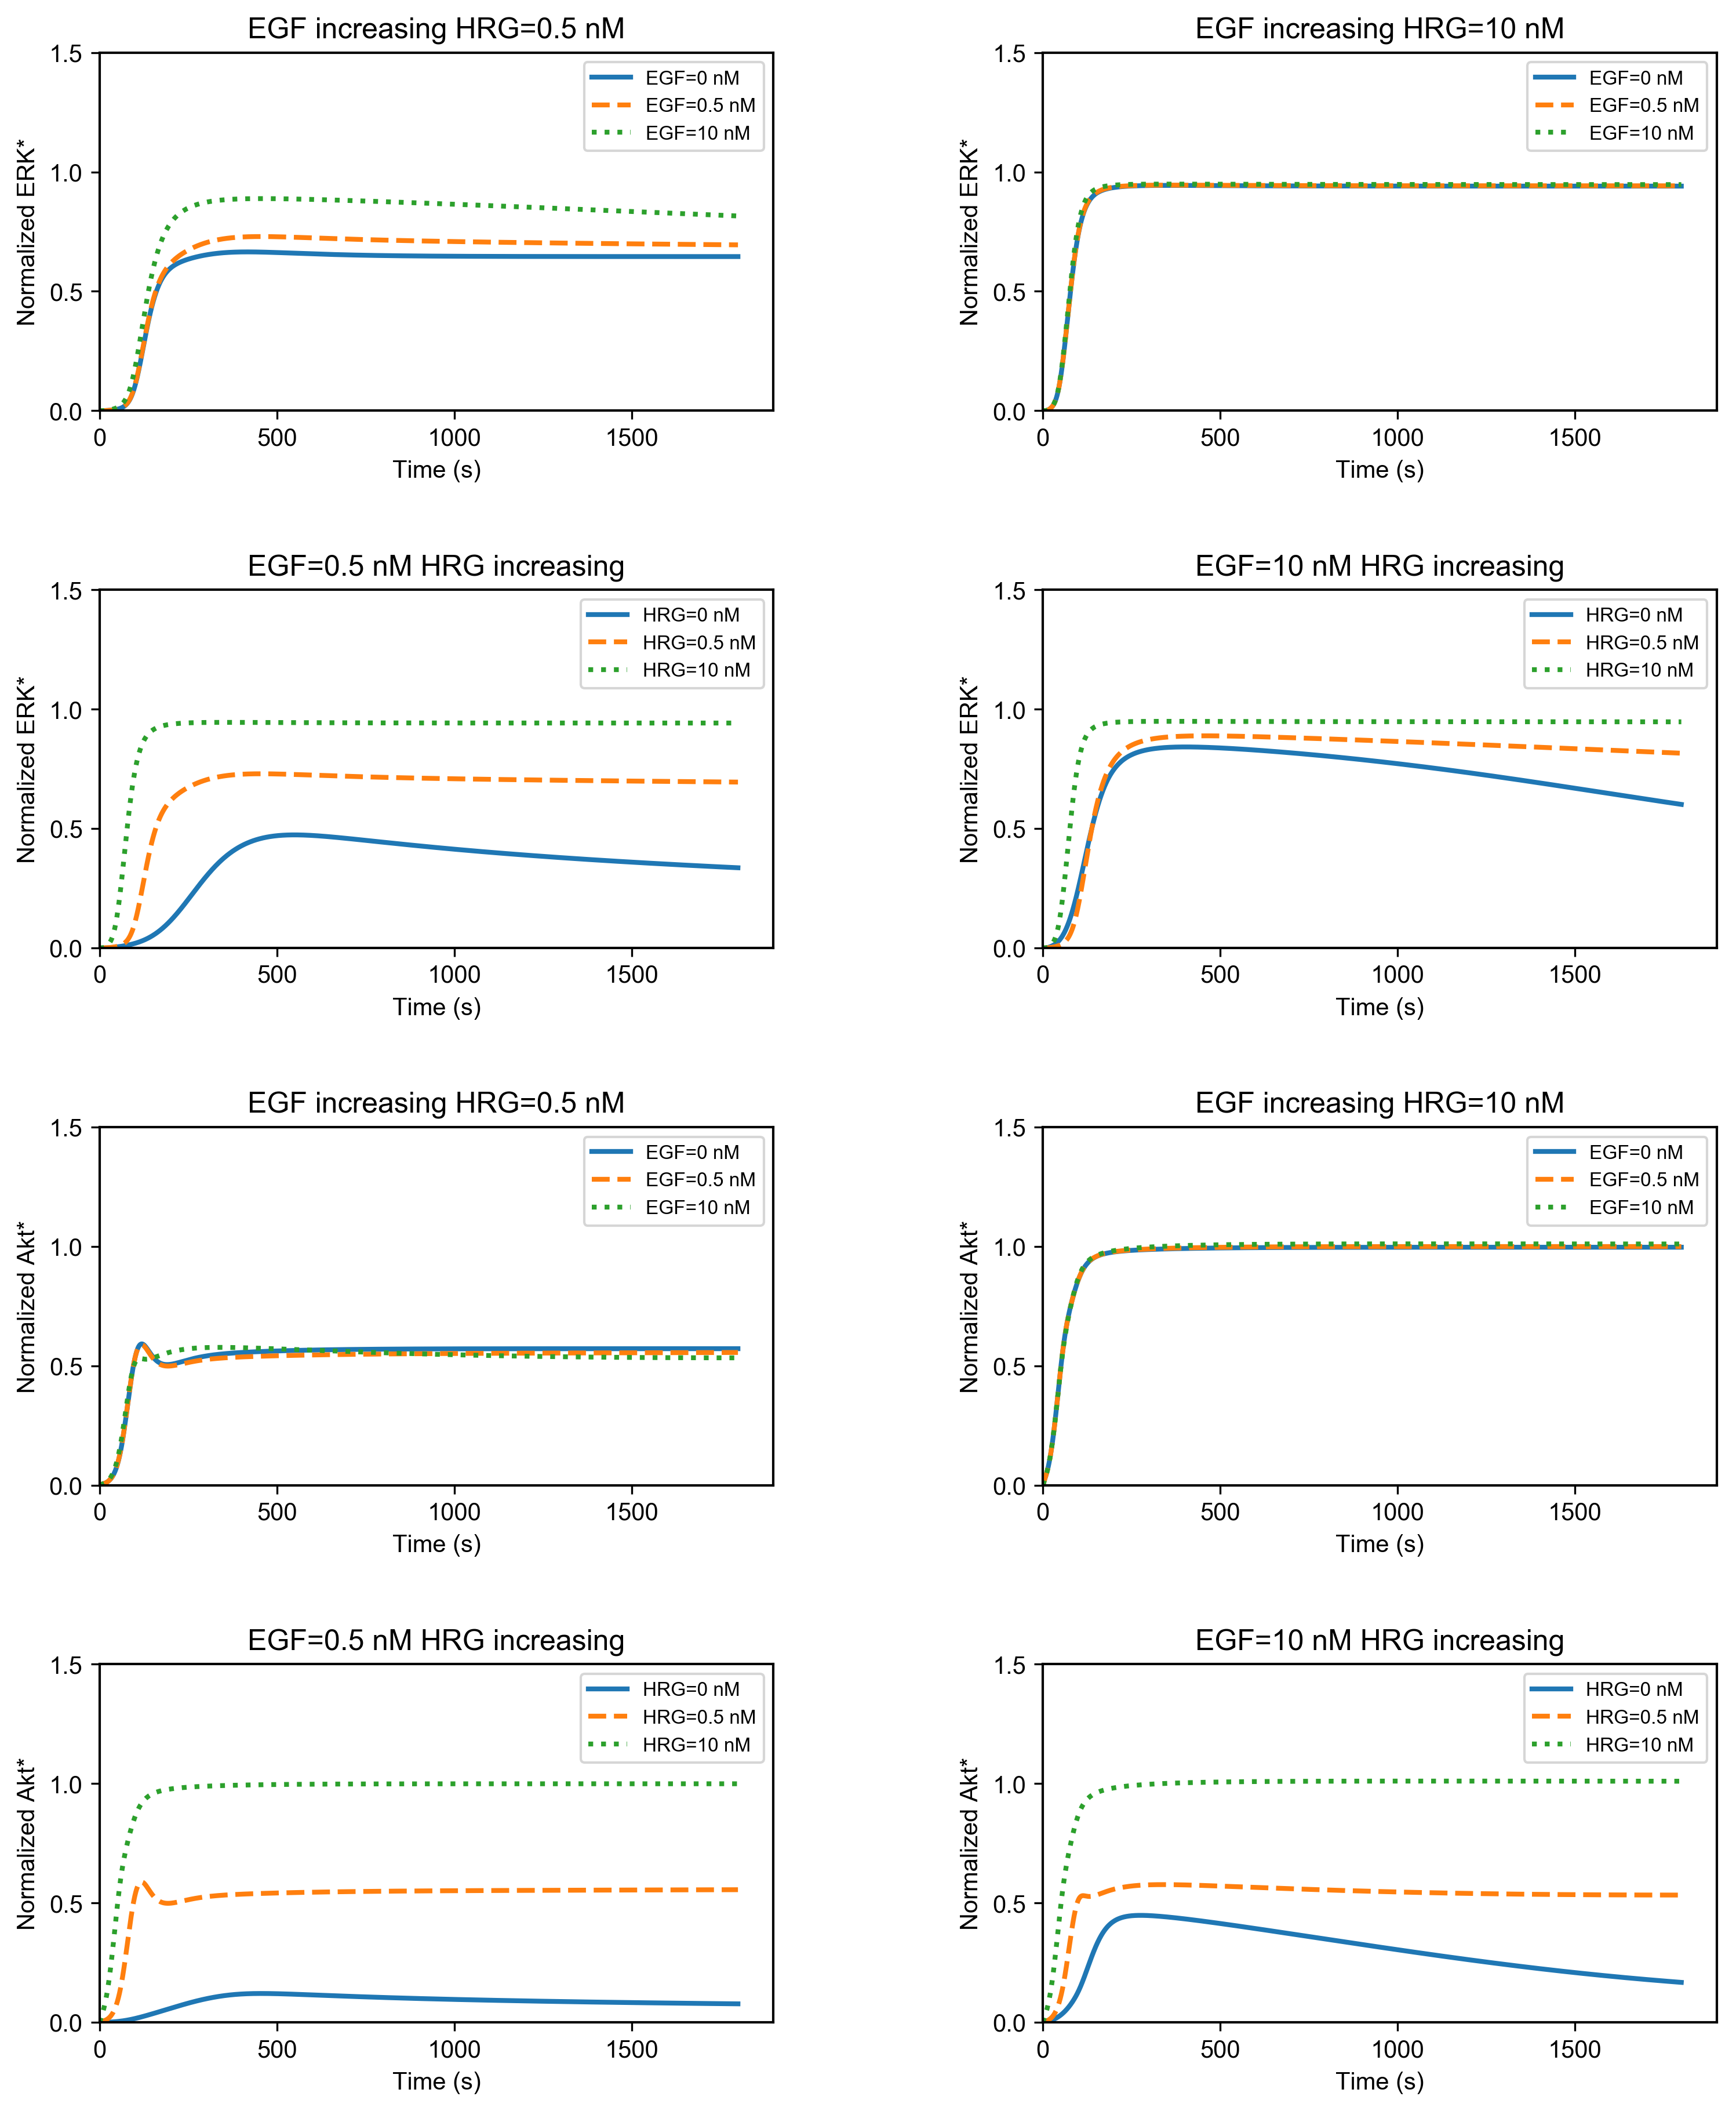 EGF increasing HRG=0.5 nM
Normalized ERK*
1.5
1.0
0.5
0.0
EGF=0 nM
EGF=0.5 nM
EGF=10 nM
0 500 1000 1500
Time (s)
EGF increasing HRG=10 nM
Normalized ERK*
1.5
1.0
0.5
0.0
EGF=0 nM
EGF=0.5 nM
EGF=10 nM
0 500 1000 1500
Time (s)
EGF=0.5 nM HRG increasing
Normalized ERK*
1.5
1.0
0.5
0.0
HRG=0 nM
HRG=0.5 nM
HRG=10 nM
0 500 1000 1500
Time (s)
EGF=10 nM HRG increasing
Normalized ERK*
1.5
1.0
0.5
0.0
HRG=0 nM
HRG=0.5 nM
HRG=10 nM
0 500 1000 1500
Time (s)
EGF increasing HRG=0.5 nM
Normalized Akt*
1.5
1.0
0.5
0.0
EGF=0 nM
EGF=0.5 nM
EGF=10 nM
0 500 1000 1500
Time (s)
EGF increasing HRG=10 nM
Normalized Akt*
1.5
1.0
0.5
0.0
EGF=0 nM
EGF=0.5 nM
EGF=10 nM
0 500 1000 1500
Time (s)
EGF=0.5 nM HRG increasing
Normalized Akt*
1.5
1.0
0.5
0.0
HRG=0 nM
HRG=0.5 nM
HRG=10 nM
0 500 1000 1500
Time (s)
EGF=10 nM HRG increasing
Normalized Akt*
1.5
1.0
0.5
0.0
HRG=0 nM
HRG=0.5 nM
HRG=10 nM
0 500 1000 1500
Time (s)